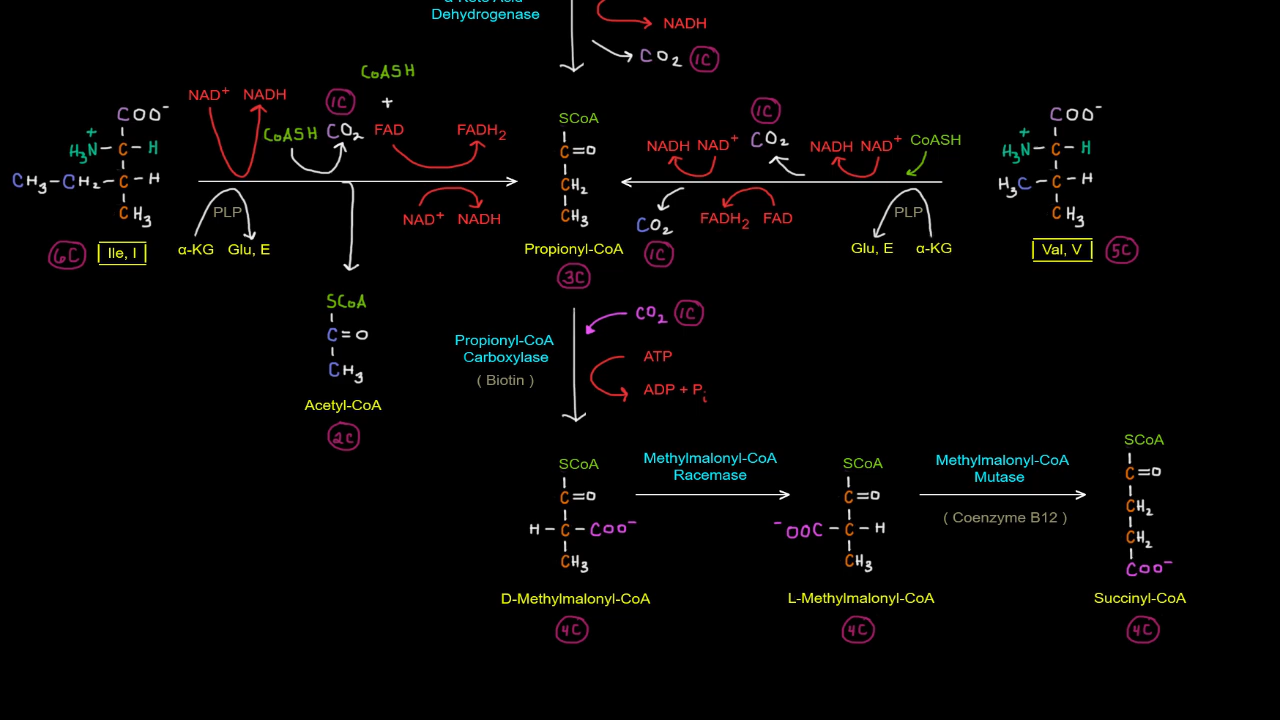 α-Keto Acid
Dehydrogenase
NADH
CO₂ 1C
NAD⁺ NADH
CoASH
+
1C
CoASH CO₂ FAD FADH₂
NAD⁺ NADH
COO⁻
+
H₃N-C-H
CH₃-CH₂-C-H
CH₃
6C Ile, I
PLP
α-KG Glu, E
SCoA
C=O
CH₃
Acetyl-CoA
2C
SCoA
C=O
CH₂
CH₃
Propionyl-CoA
3C
1C
CO₂
NADH NAD⁺ NADH NAD⁺ CoASH
CO₂ FADH₂ FAD
1C
PLP
Glu, E α-KG
COO⁻
+
H₃N-C-H
H₃C-C-H
CH₃
Val, V 5C
Propionyl-CoA
Carboxylase
( Biotin )
CO₂ 1C
ATP
ADP + Pi
SCoA
C=O
H-C-COO⁻
CH₃
D-Methylmalonyl-CoA
4C
Methylmalonyl-CoA
Racemase
SCoA
C=O
⁻OOC-C-H
CH₃
L-Methylmalonyl-CoA
4C
Methylmalonyl-CoA
Mutase
( Coenzyme B12 )
SCoA
C=O
CH₂
CH₂
COO⁻
Succinyl-CoA
4C